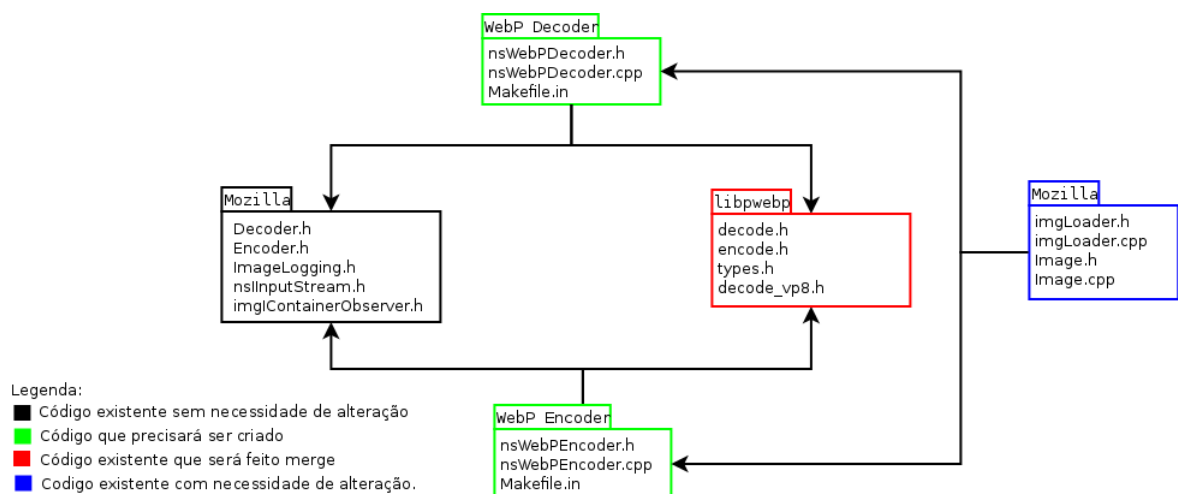 WebP Decoder
nsWebPDecoder.h
nsWebPDecoder.cpp
Makefile.in
Mozilla
Decoder.h
Encoder.h
ImageLogging.h
nsIInputStream.h
imgIContainerObserver.h
libpwebp
decode.h
encode.h
types.h
decode_vp8.h
Mozilla
imgLoader.h
imgLoader.cpp
Image.h
Image.cpp
WebP Encoder
nsWebPEncoder.h
nsWebPEncoder.cpp
Makefile.in
Legenda:
Código existente sem necessidade de alteração
Código que precisará ser criado
Código existente que será feito merge
Codigo existente com necessidade de alteração.